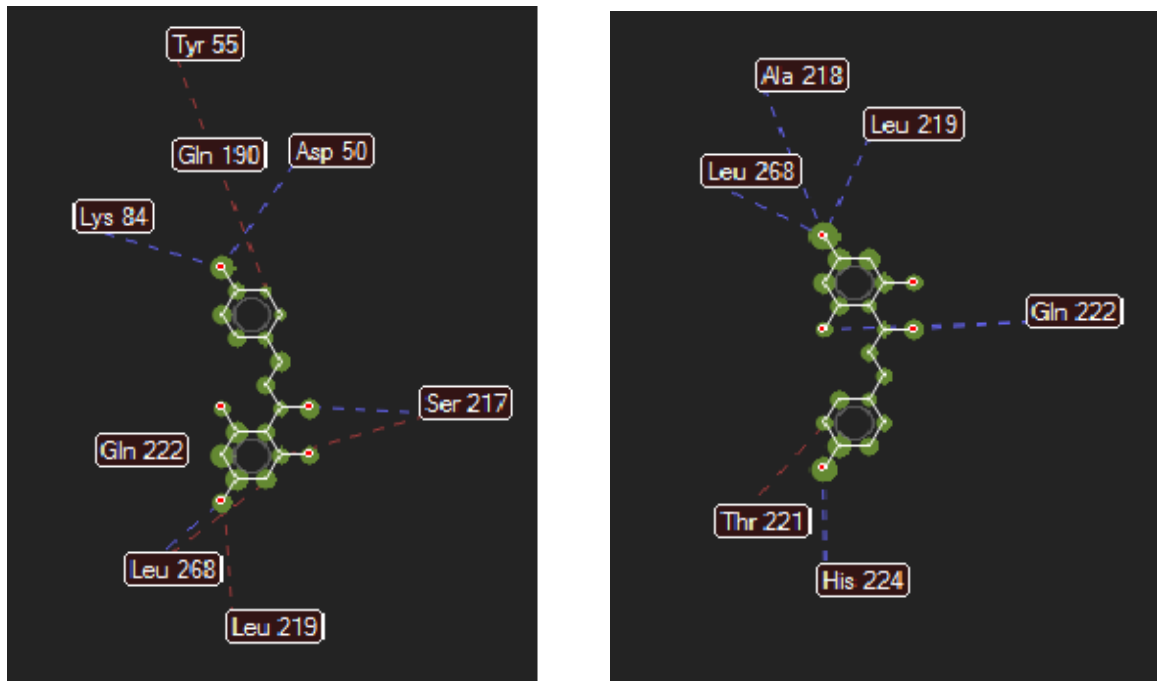 Tyr 55
Gln 190
Asp 50
Lys 84
Ser 217
Gln 222
Leu 268
Leu 219
Ala 218
Leu 219
Leu 268
Gln 222
Thr 221
His 224